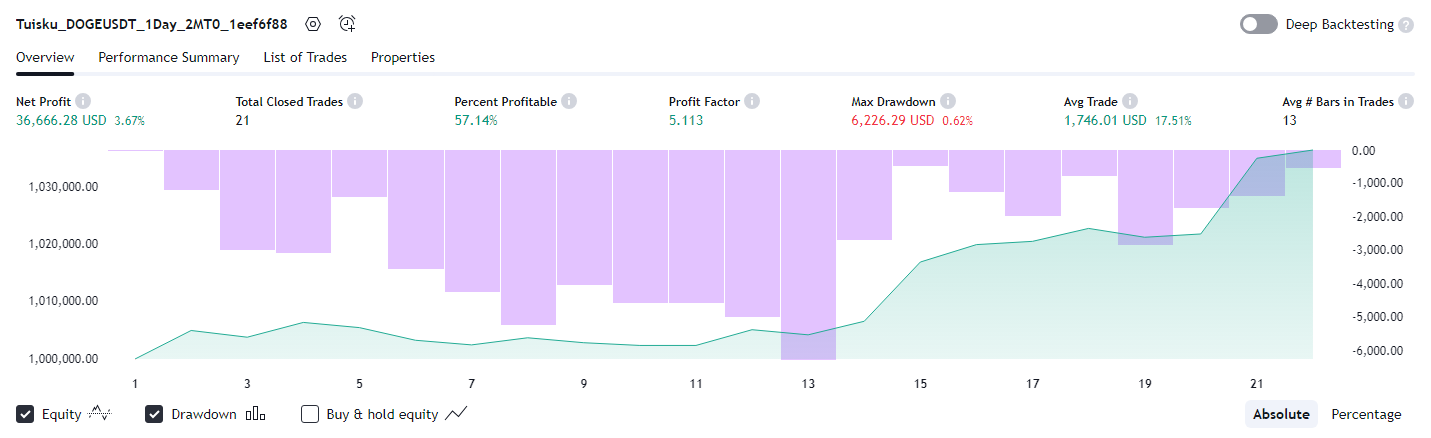 Tuisku_DOGEUSDT_1Day_2MT0_1eef6f88 Deep Backtesting ?
Overview Performance Summary List of Trades Properties
Net Profit i Total Closed Trades i Percent Profitable i Profit Factor i Max Drawdown i Avg Trade i Avg # Bars in Trades i
36,666.28 USD 3.67% 21 57.14% 5.113 6,226.29 USD 0.62% 1,746.01 USD 17.51% 13
0.00
1,030,000.00 -1,000.00
-2,000.00
1,020,000.00 -3,000.00
-4,000.00
1,010,000.00 -5,000.00
1,000,000.00 -6,000.00
1 3 5 7 9 11 13 15 17 19 21
Equity Drawdown Buy & hold equity Absolute Percentage